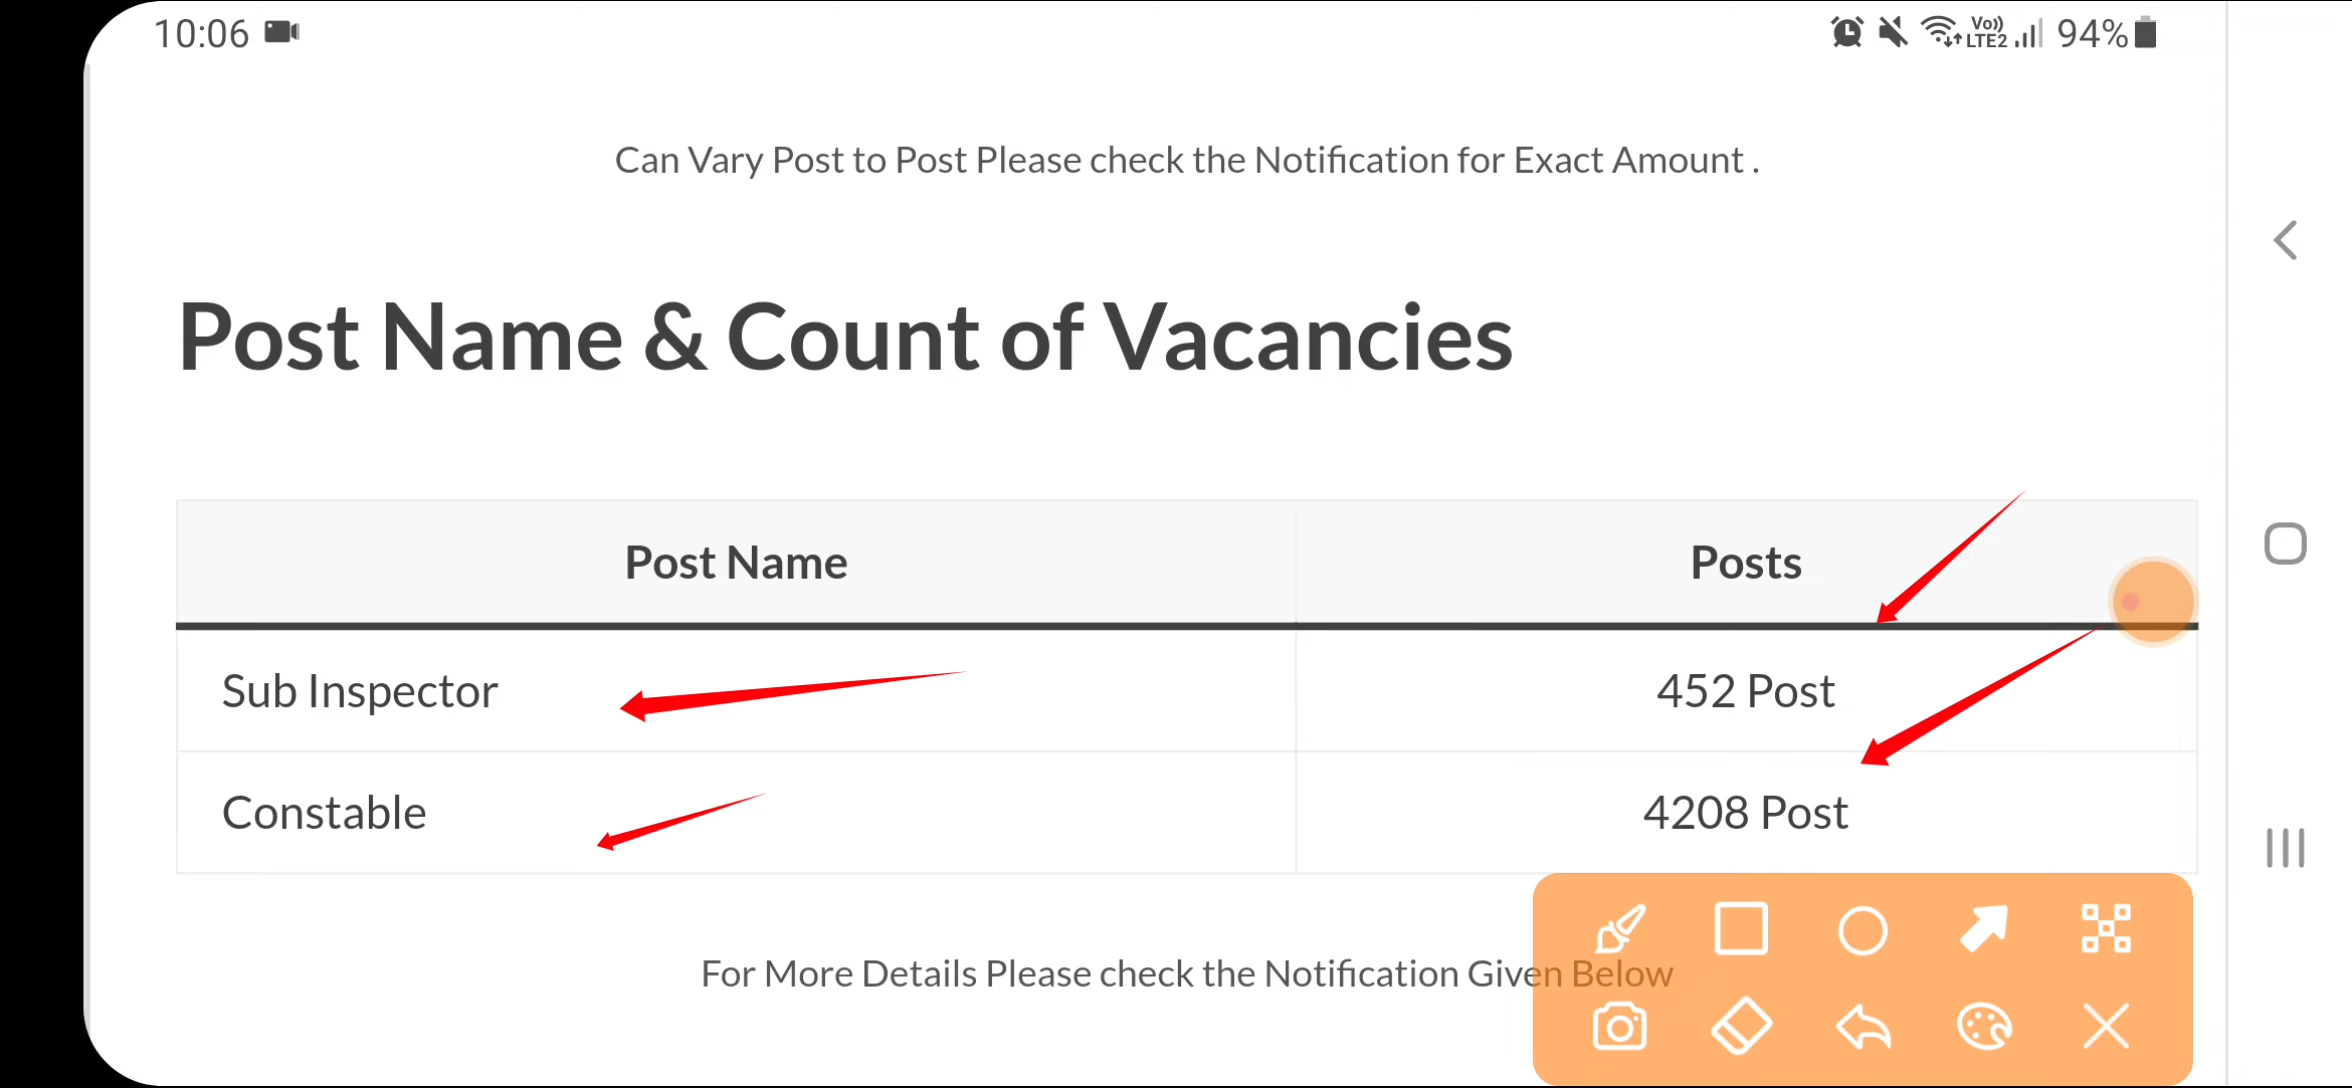 10:06
Vo)) LTE2 94%
Can Vary Post to Post Please check the Notification for Exact Amount .
Post Name & Count of Vacancies
Post Name Posts
Sub Inspector 452 Post
Constable 4208 Post
For More Details Please check the Notification Given Below